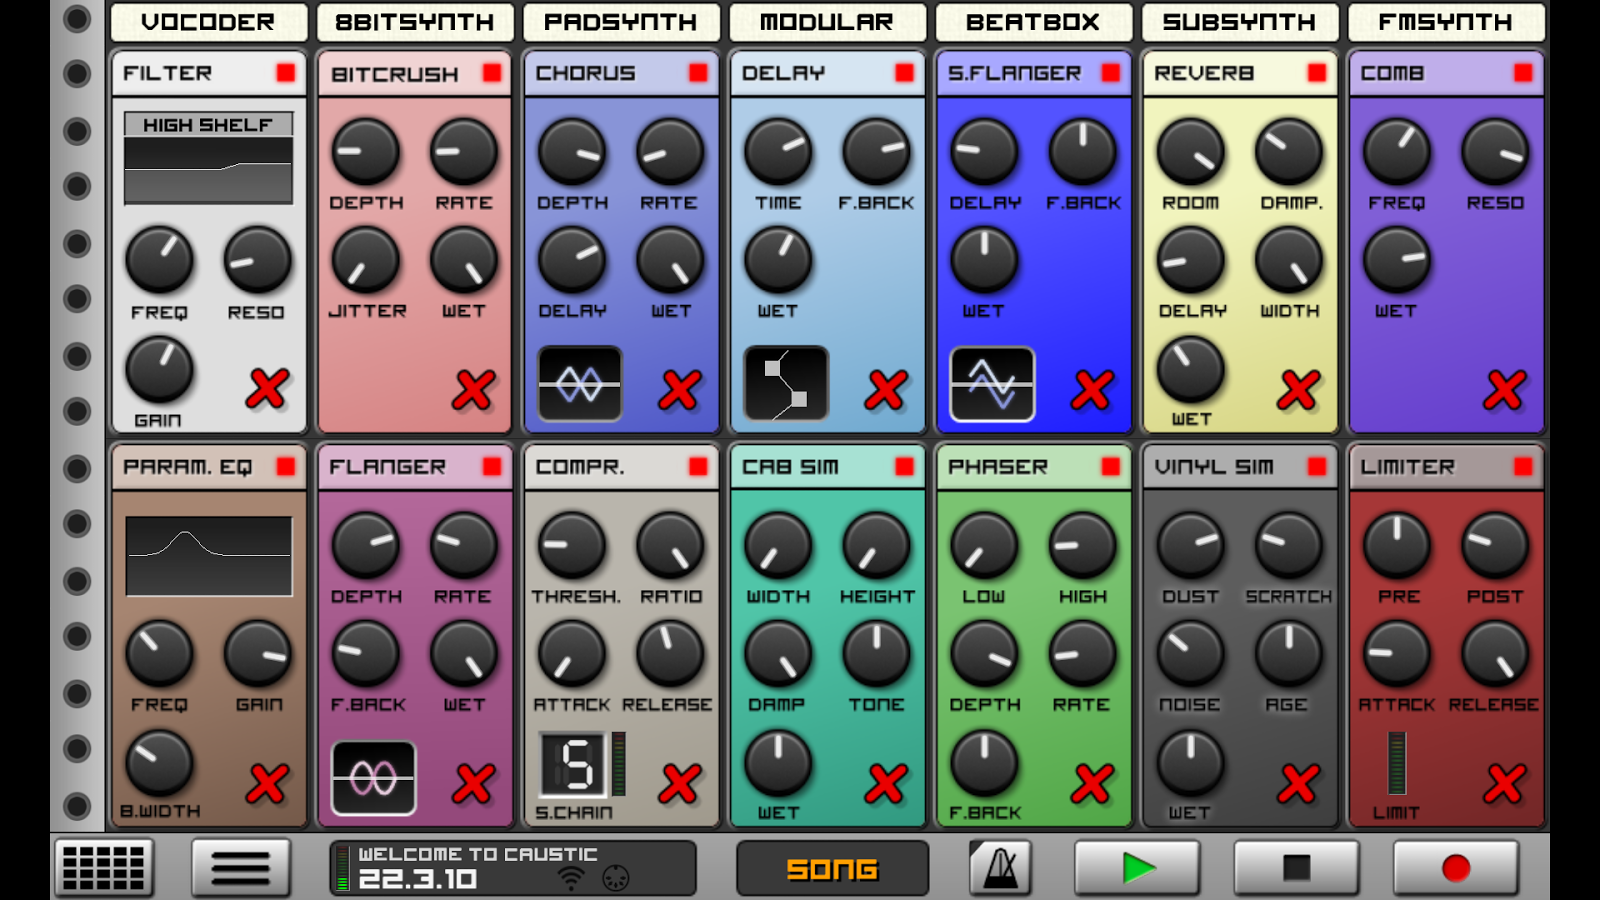 VOCODER 8BITSYNTH PADSYNTH MODULAR BEATBOX SUBSYNTH FMSYNTH
FILTER BITCRUSH CHORUS DELAY S.FLANGER REVERB COMB
HIGH SHELF
DEPTH RATE DEPTH RATE TIME F.BACK DELAY F.BACK ROOM DAMP. FREQ RESO
FREQ RESO JITTER WET DELAY WET WET WET DELAY WIDTH WET
GAIN WET
PARAM. EQ FLANGER COMPR. CAB SIM PHASER VINYL SIM LIMITER
DEPTH RATE THRESH. RATIO WIDTH HEIGHT LOW HIGH DUST SCRATCH PRE POST
FREQ GAIN F.BACK WET ATTACK RELEASE DAMP TONE DEPTH RATE NOISE AGE ATTACK RELEASE
5
B.WIDTH S.CHAIN WET F.BACK WET LIMIT
WELCOME TO CAUSTIC
22.3.10
SONG